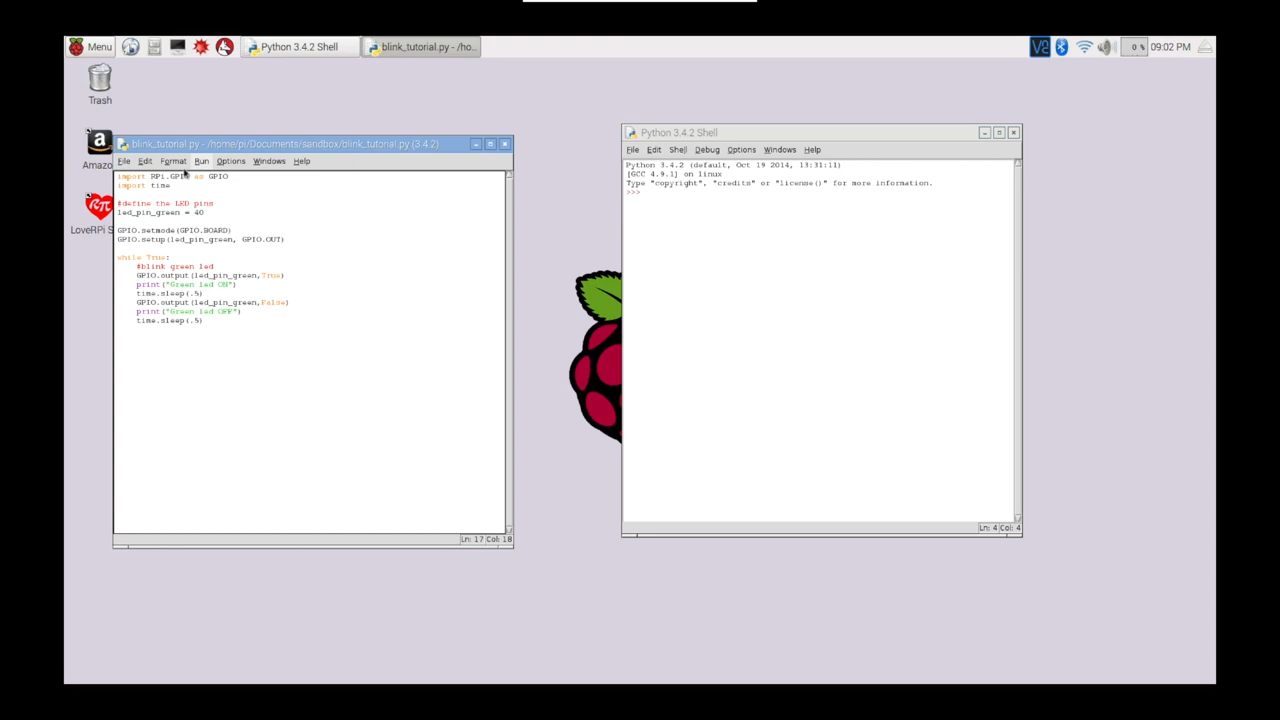 Menu
Python 3.4.2 Shell
blink_tutorial.py - /ho...
V2
0 %
09:02 PM
Trash
Amazo
LoveRPi S
blink_tutorial.py - /home/pi/Documents/sandbox/blink_tutorial.py (3.4.2)
File Edit Format Run Options Windows Help
import RPi.GPIO as GPIO
import time
#define the LED pins
led_pin_green = 40
GPIO.setmode(GPIO.BOARD)
GPIO.setup(led_pin_green, GPIO.OUT)
while True:
#blink green led
GPIO.output(led_pin_green,True)
print("Green led ON")
time.sleep(.5)
GPIO.output(led_pin_green,False)
print("Green led OFF")
time.sleep(.5)
Ln: 17 Col: 18
Python 3.4.2 Shell
File Edit Shell Debug Options Windows Help
Python 3.4.2 (default, Oct 19 2014, 13:31:11)
[GCC 4.9.1] on linux
Type "copyright", "credits" or "license()" for more information.
>>>
Ln: 4 Col: 4